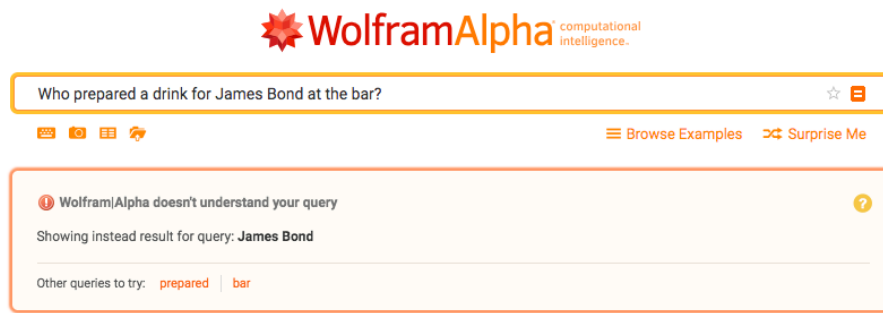 WolframAlpha computational intelligence.
Who prepared a drink for James Bond at the bar?
Browse Examples Surprise Me
Wolfram|Alpha doesn't understand your query
Showing instead result for query: James Bond
Other queries to try: prepared | bar